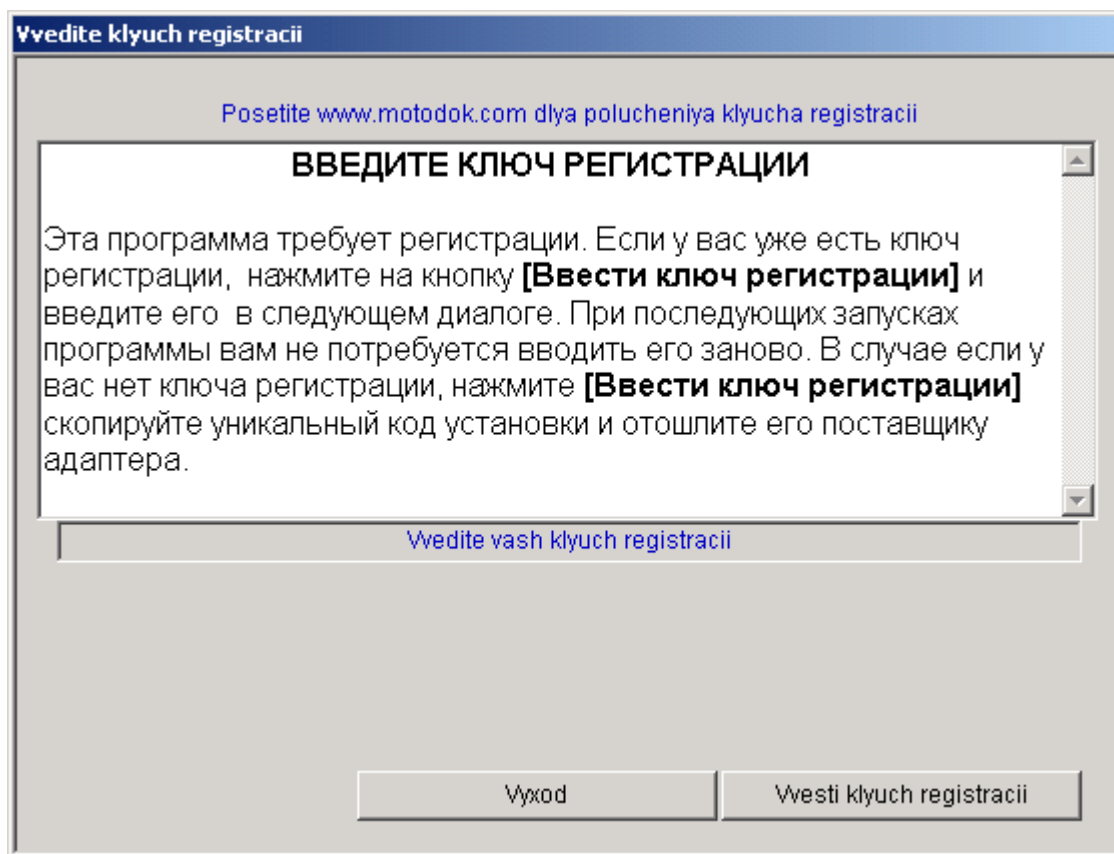 Vvedite klyuch registracii
Posetite www.motodok.com dlya polucheniya klyucha registracii
ВВЕДИТЕ КЛЮЧ РЕГИСТРАЦИИ
Эта программа требует регистрации. Если у вас уже есть ключ
регистрации, нажмите на кнопку [Ввести ключ регистрации] и
введите его в следующем диалоге. При последующих запусках
программы вам не потребуется вводить его заново. В случае если у
вас нет ключа регистрации, нажмите [Ввести ключ регистрации]
скопируйте уникальный код установки и отошлите его поставщику
адаптера.
Vvedite vash klyuch registracii
Vyxod
Vvesti klyuch registracii